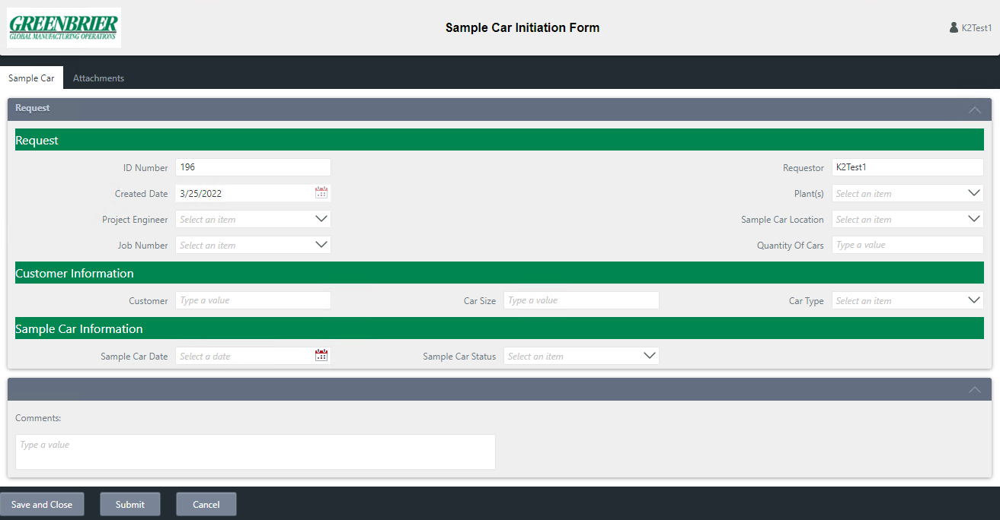 GREENBRIER
GLOBAL MANUFACTURING OPERATIONS
Sample Car Initiation Form
K2Test1
Sample Car Attachments
Request
Request
ID Number 196 Requestor K2Test1
Created Date 3/25/2022 Plant(s) Select an item
Project Engineer Select an item Sample Car Location Select an item
Job Number Select an item Quantity Of Cars Type a value
Customer Information
Customer Type a value Car Size Type a value Car Type Select an item
Sample Car Information
Sample Car Date Select a date Sample Car Status Select an item
Comments:
Type a value
Save and Close Submit Cancel